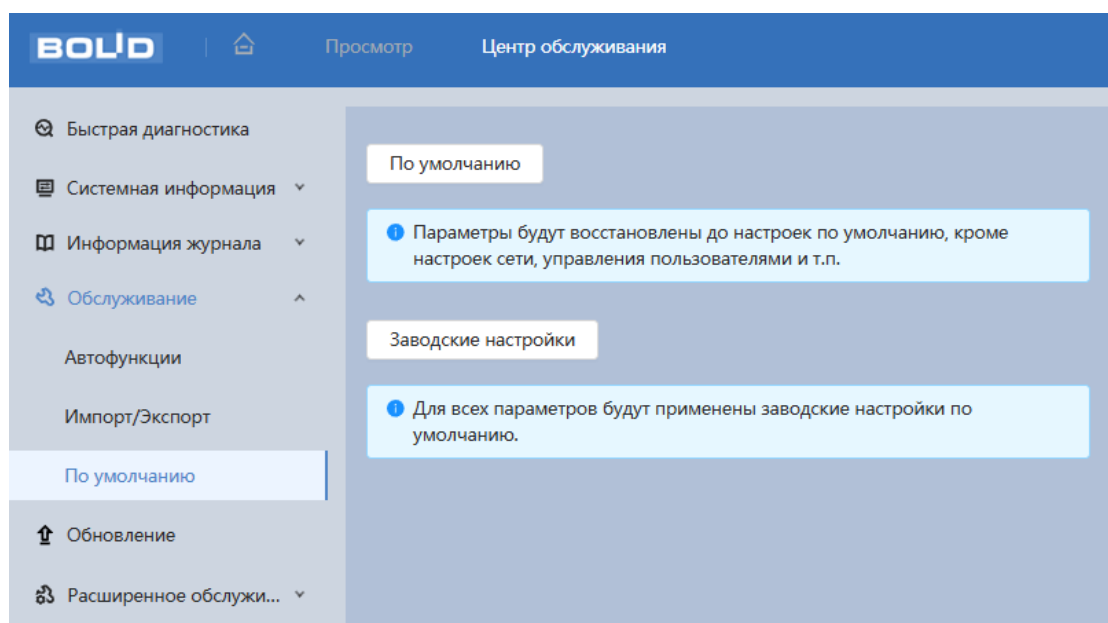 BOLID
Просмотр
Центр обслуживания
Быстрая диагностика
Системная информация
Информация журнала
Обслуживание
Автофункции
Импорт/Экспорт
По умолчанию
Обновление
Расширенное обслужи...
По умолчанию
Параметры будут восстановлены до настроек по умолчанию, кроме
настроек сети, управления пользователями и т.п.
Заводские настройки
Для всех параметров будут применены заводские настройки по
умолчанию.